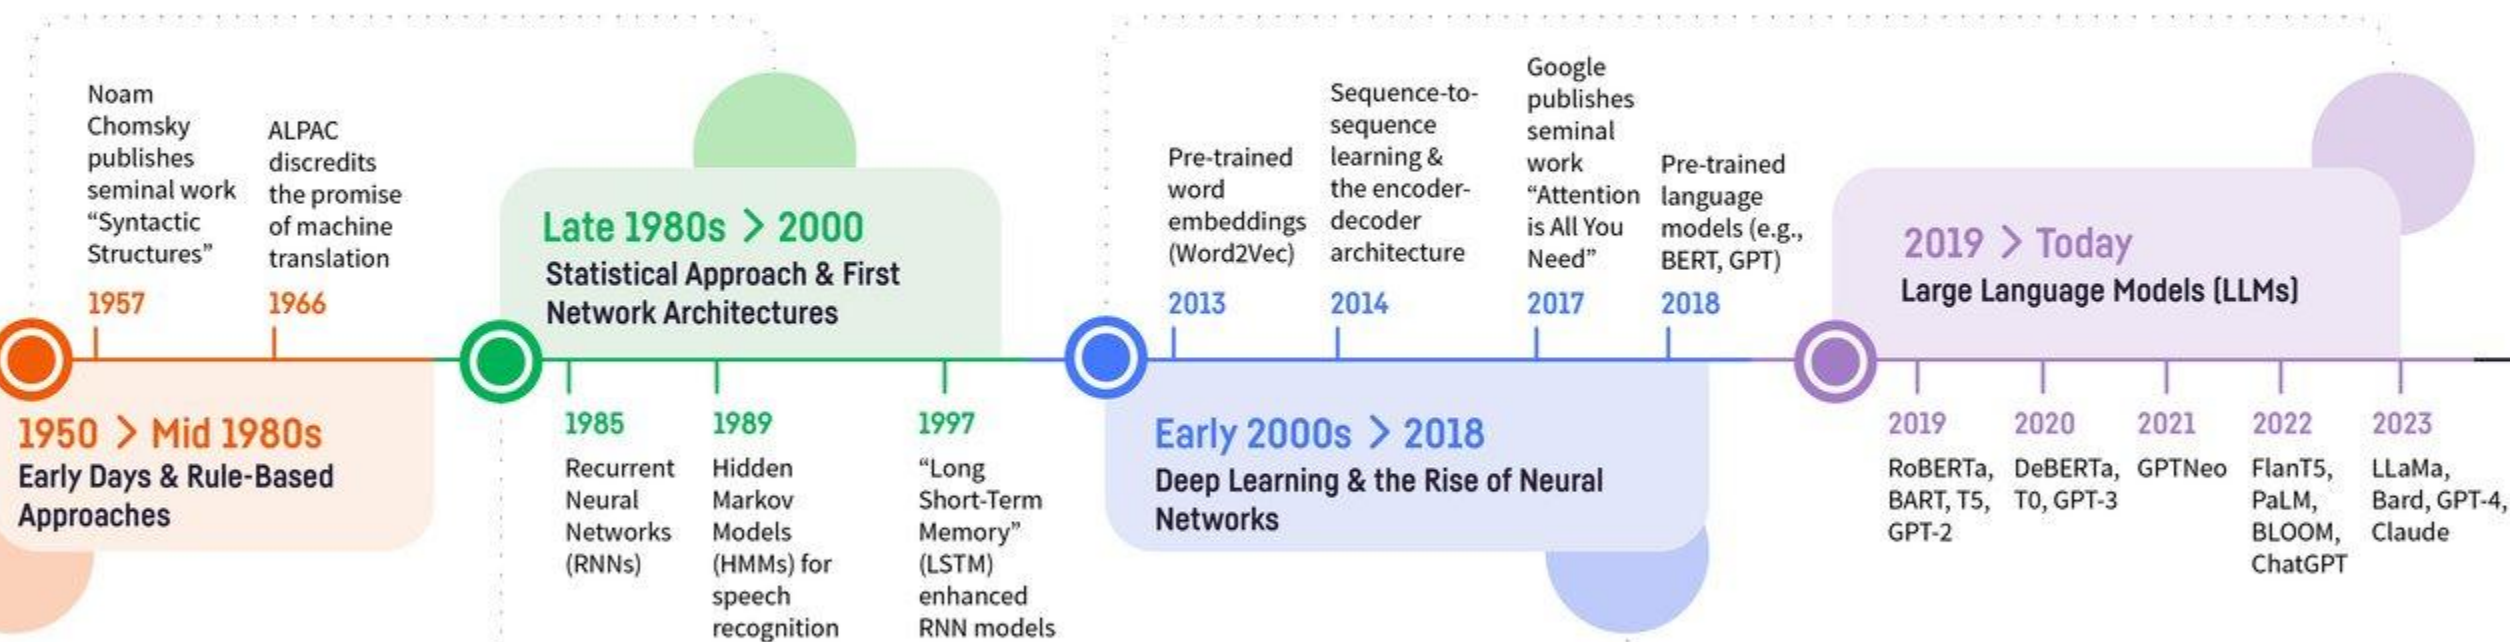 Noam
Chomsky
publishes
seminal work
“Syntactic
Structures”
1957
ALPAC
discredits
the promise
of machine
translation
1966
1950 > Mid 1980s
Early Days & Rule-Based
Approaches
Late 1980s > 2000
Statistical Approach & First
Network Architectures
1985
Recurrent
Neural
Networks
(RNNs)
1989
Hidden
Markov
Models
(HMMs) for
speech
recognition
1997
“Long
Short-Term
Memory”
(LSTM)
enhanced
RNN models
Pre-trained
word
embeddings
(Word2Vec)
2013
Sequence-to-
sequence
learning &
the encoder-
decoder
architecture
2014
Google
publishes
seminal
work
“Attention
is All You
Need”
2017
Pre-trained
language
models (e.g.,
BERT, GPT)
2018
Early 2000s > 2018
Deep Learning & the Rise of Neural
Networks
2019 > Today
Large Language Models (LLMs)
2019
RoBERTa,
BART, T5,
GPT-2
2020
DeBERTa,
T0, GPT-3
2021
GPTNeo
2022
FlanT5,
PaLM,
BLOOM,
ChatGPT
2023
LLaMa,
Bard, GPT-4,
Claude